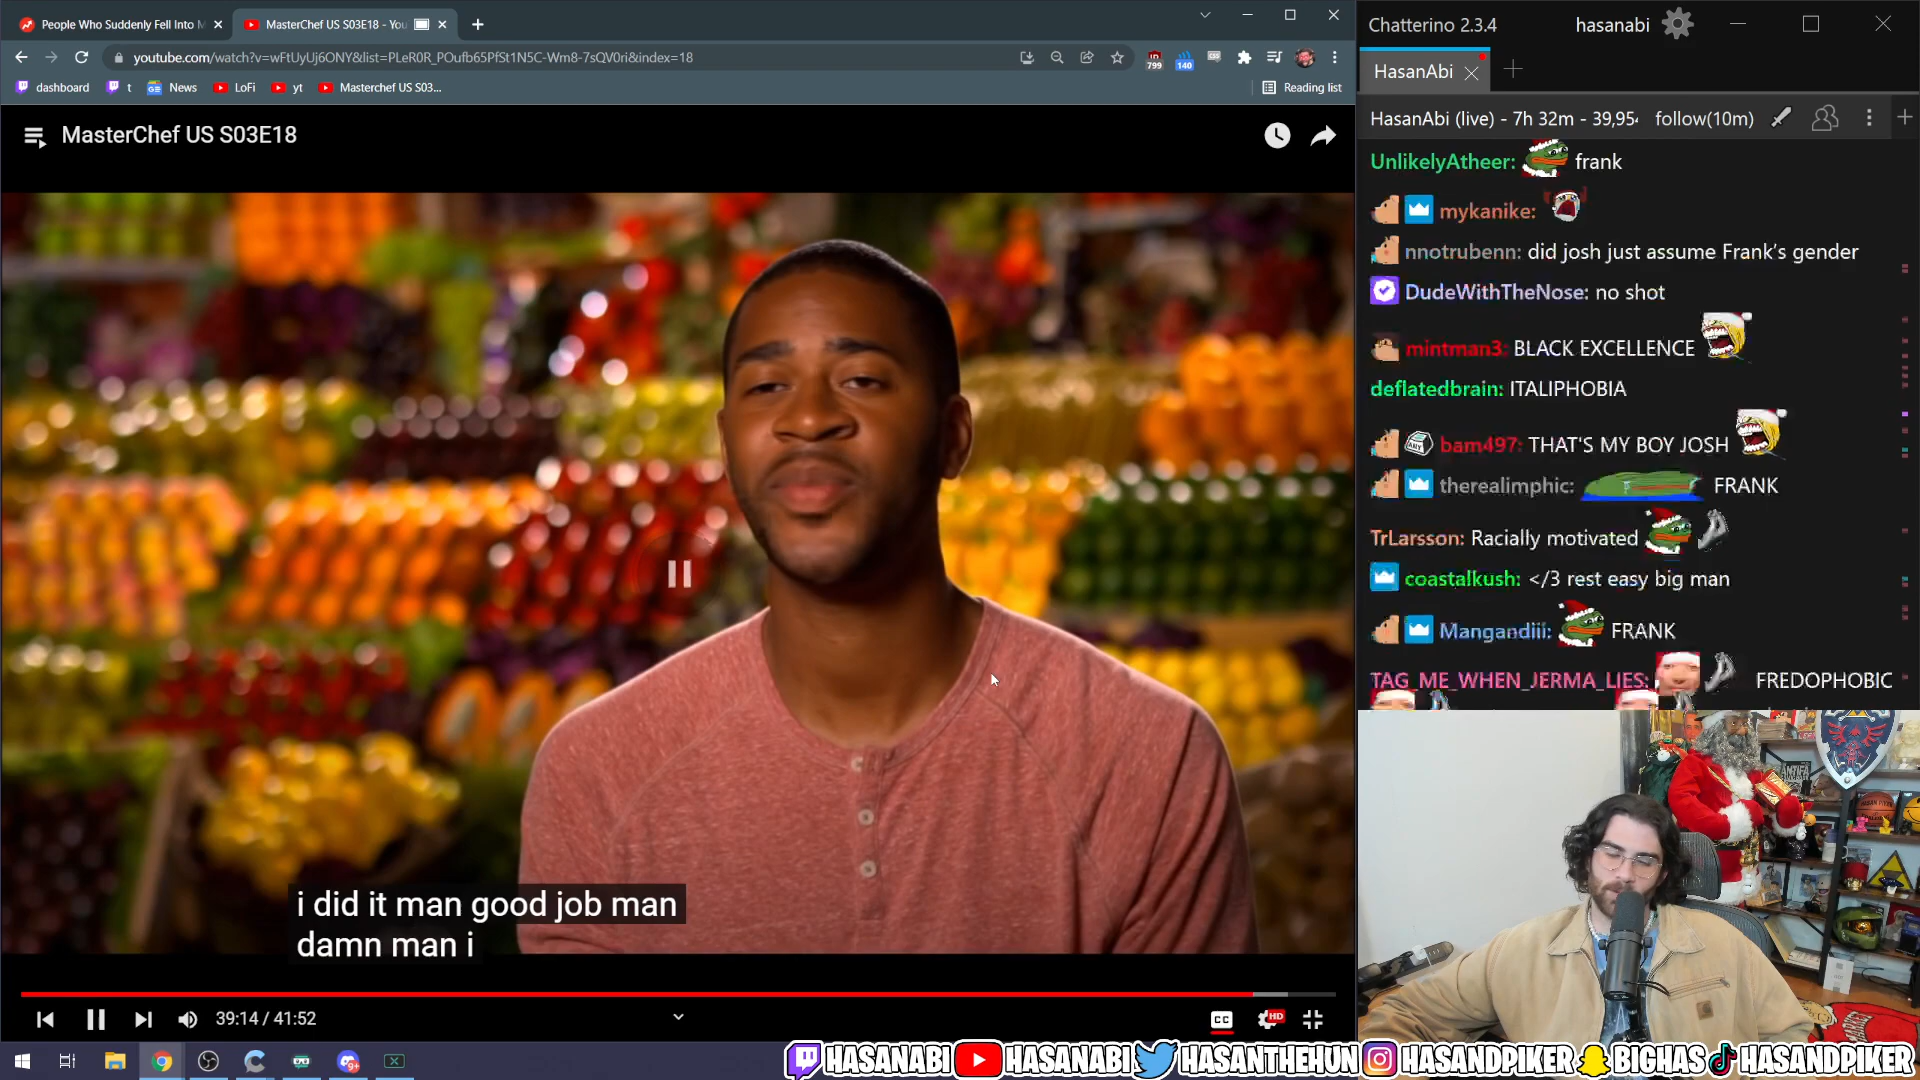 People Who Suddenly Fell Into M
MasterChef US S03E18 - You
youtube.com/watch?v=wFtUyUj6ONY&list=PLeR0R_POufb65PfSt1N5C-Wm8-7sQV0ri&index=18
799
140
dashboard
t
News
LoFi
yt
Masterchef US S03...
Reading list
MasterChef US S03E18
i did it man good job man
damn man i
39:14 / 41:52
CC
HD
Chatterino 2.3.4
hasanabi
HasanAbi
HasanAbi (live) - 7h 32m - 39,954
follow(10m)
UnlikelyAtheer: frank
mykanike:
nnotrubenn: did josh just assume Frank's gender
DudeWithTheNose: no shot
mintman3: BLACK EXCELLENCE
deflatedbrain: ITALIPHOBIA
bam497: THAT'S MY BOY JOSH
therealimphic: FRANK
TrLarsson: Racially motivated
coastalkush: </3 rest easy big man
Mangandiii: FRANK
TAG_ME_WHEN_JERMA_LIES: FREDOPHOBIC
HASANABI
HASANABI
HASANTHEHUN
HASANDPIKER
BIGHAS
HASANDPIKER